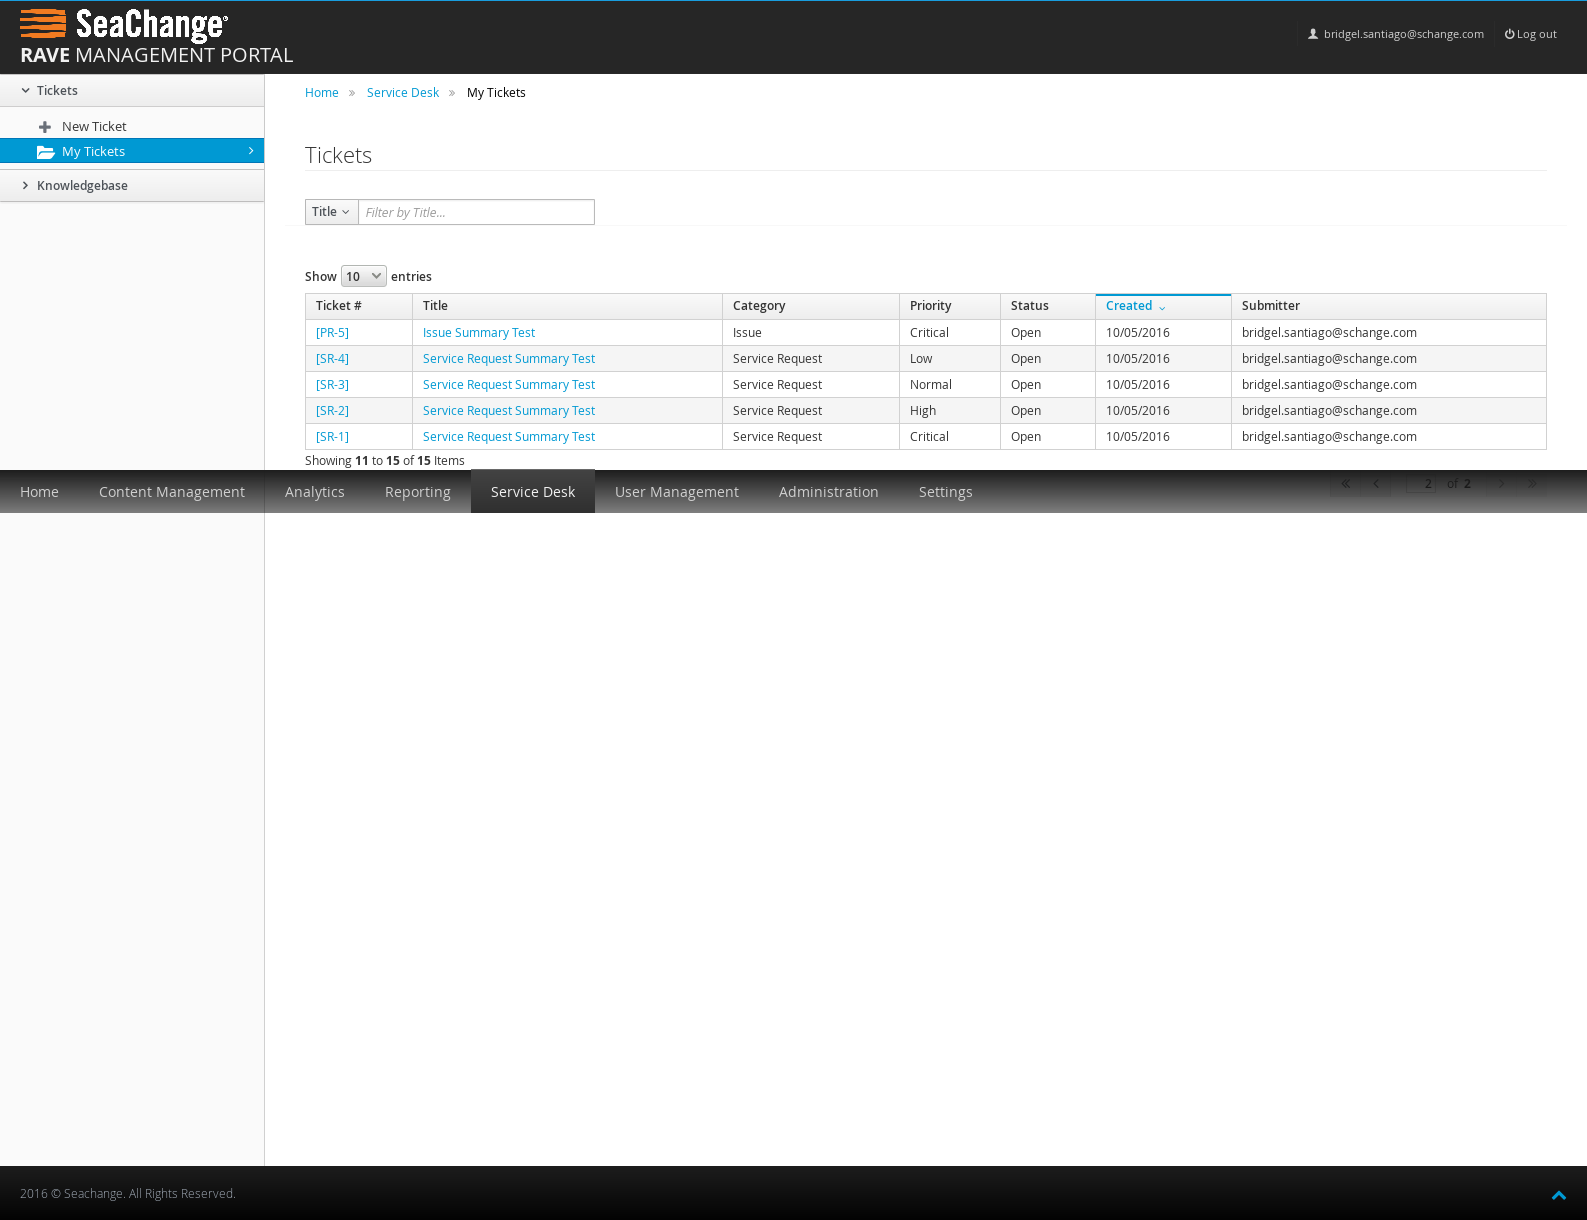 SeaChange
RAVE MANAGEMENT PORTAL
bridgel.santiago@schange.com Log out
Tickets
New Ticket
My Tickets
Knowledgebase
Home » Service Desk » My Tickets
Tickets
Title Filter by Title...
Show 10 entries
Ticket # Title Category Priority Status Created Submitter
[PR-5] Issue Summary Test Issue Critical Open 10/05/2016 bridgel.santiago@schange.com
[SR-4] Service Request Summary Test Service Request Low Open 10/05/2016 bridgel.santiago@schange.com
[SR-3] Service Request Summary Test Service Request Normal Open 10/05/2016 bridgel.santiago@schange.com
[SR-2] Service Request Summary Test Service Request High Open 10/05/2016 bridgel.santiago@schange.com
[SR-1] Service Request Summary Test Service Request Critical Open 10/05/2016 bridgel.santiago@schange.com
Showing 11 to 15 of 15 Items
« ‹ 2 of 2 › »
Home Content Management Analytics Reporting Service Desk User Management Administration Settings
2016 © Seachange. All Rights Reserved.